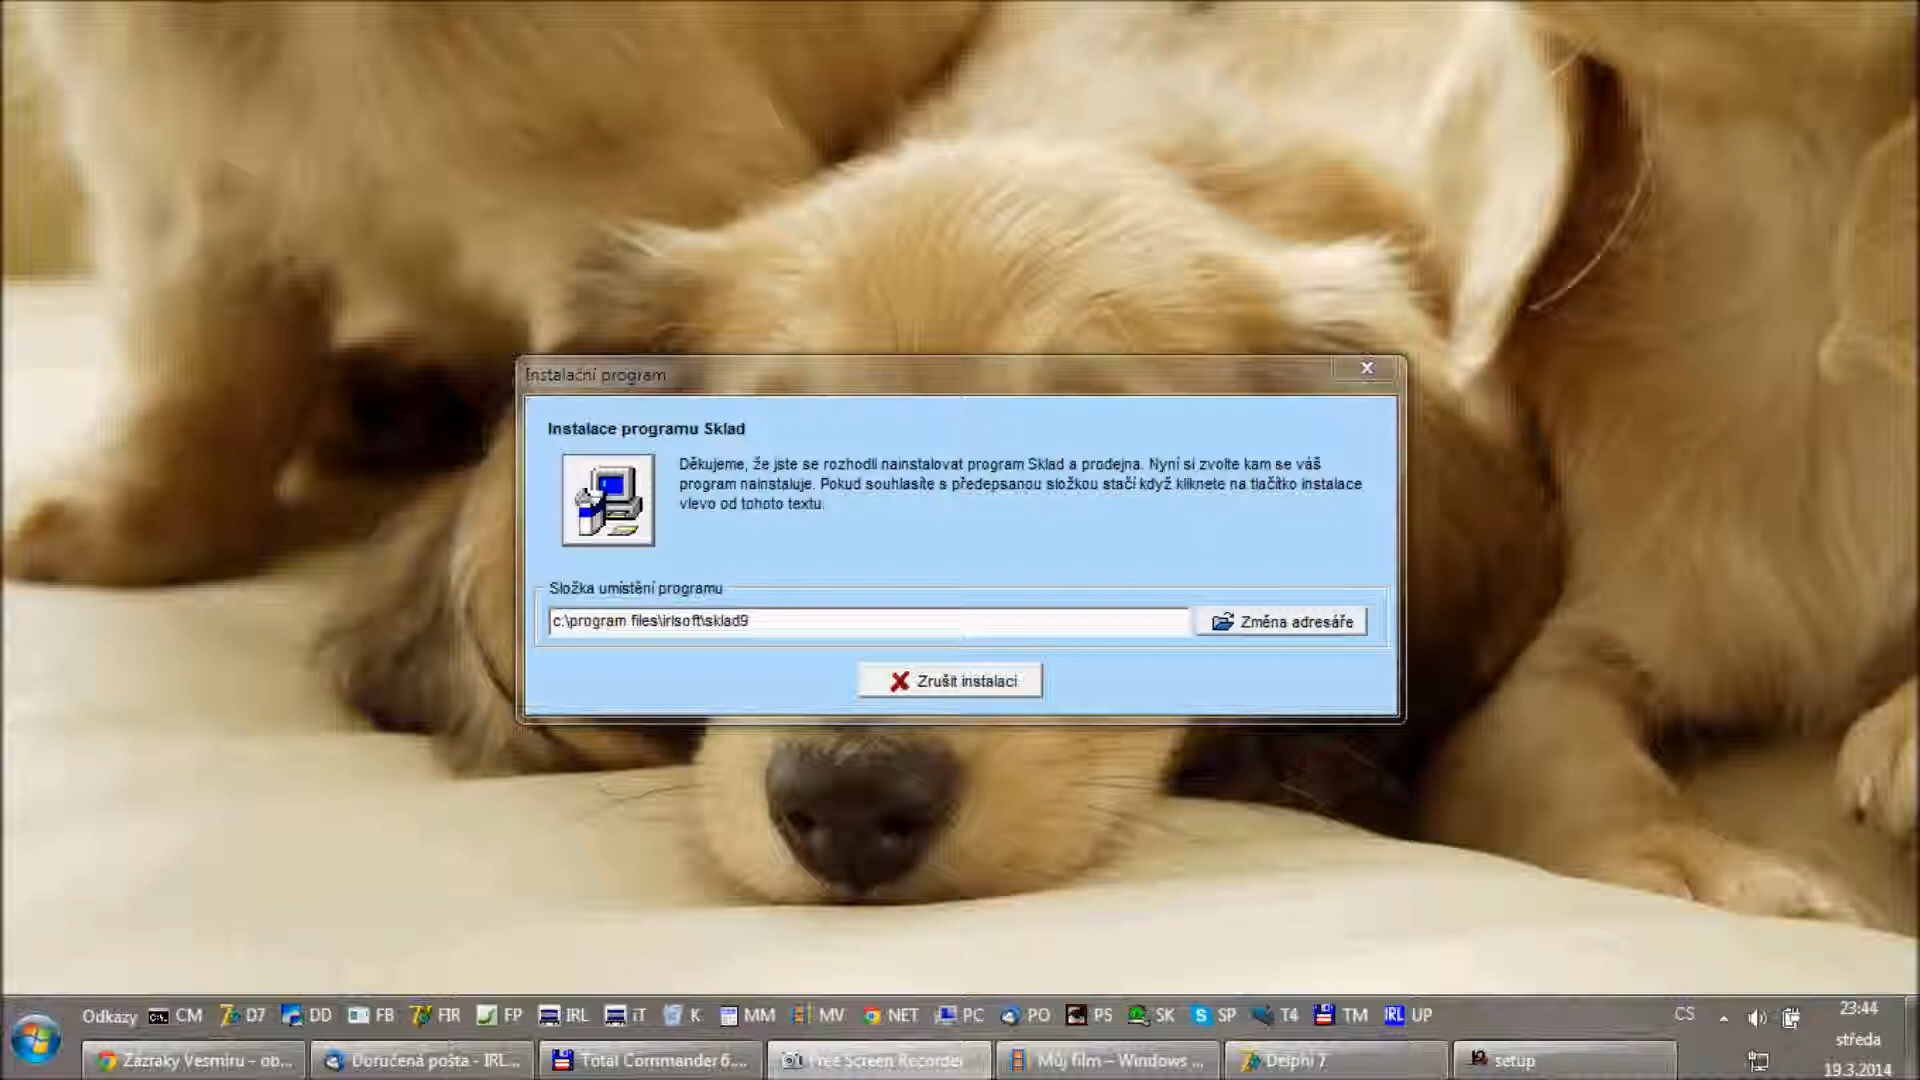 Instalační program
Instalace programu Sklad
Děkujeme, že jste se rozhodli nainstalovat program Sklad a prodejna. Nyní si zvolte kam se váš
program nainstaluje. Pokud souhlasíte s předepsanou složkou stačí když kliknete na tlačítko instalace
vlevo od tohoto textu.
Složka umístění programu
c:\program files\irlsoft\sklad9
Změna adresáře
Zrušit instalaci
Odkazy CM D7 DD FB FIR FP IRL iT K MM MV NET PC PO PS SK SP T4 TM IRL UP
CS
23:44
středa
19.3.2014
Zázraky Vesmíru - ob...
Doručená pošta - IRL...
Total Commander 6....
Free Screen Recorder
Můj film – Windows ...
Delphi 7
setup